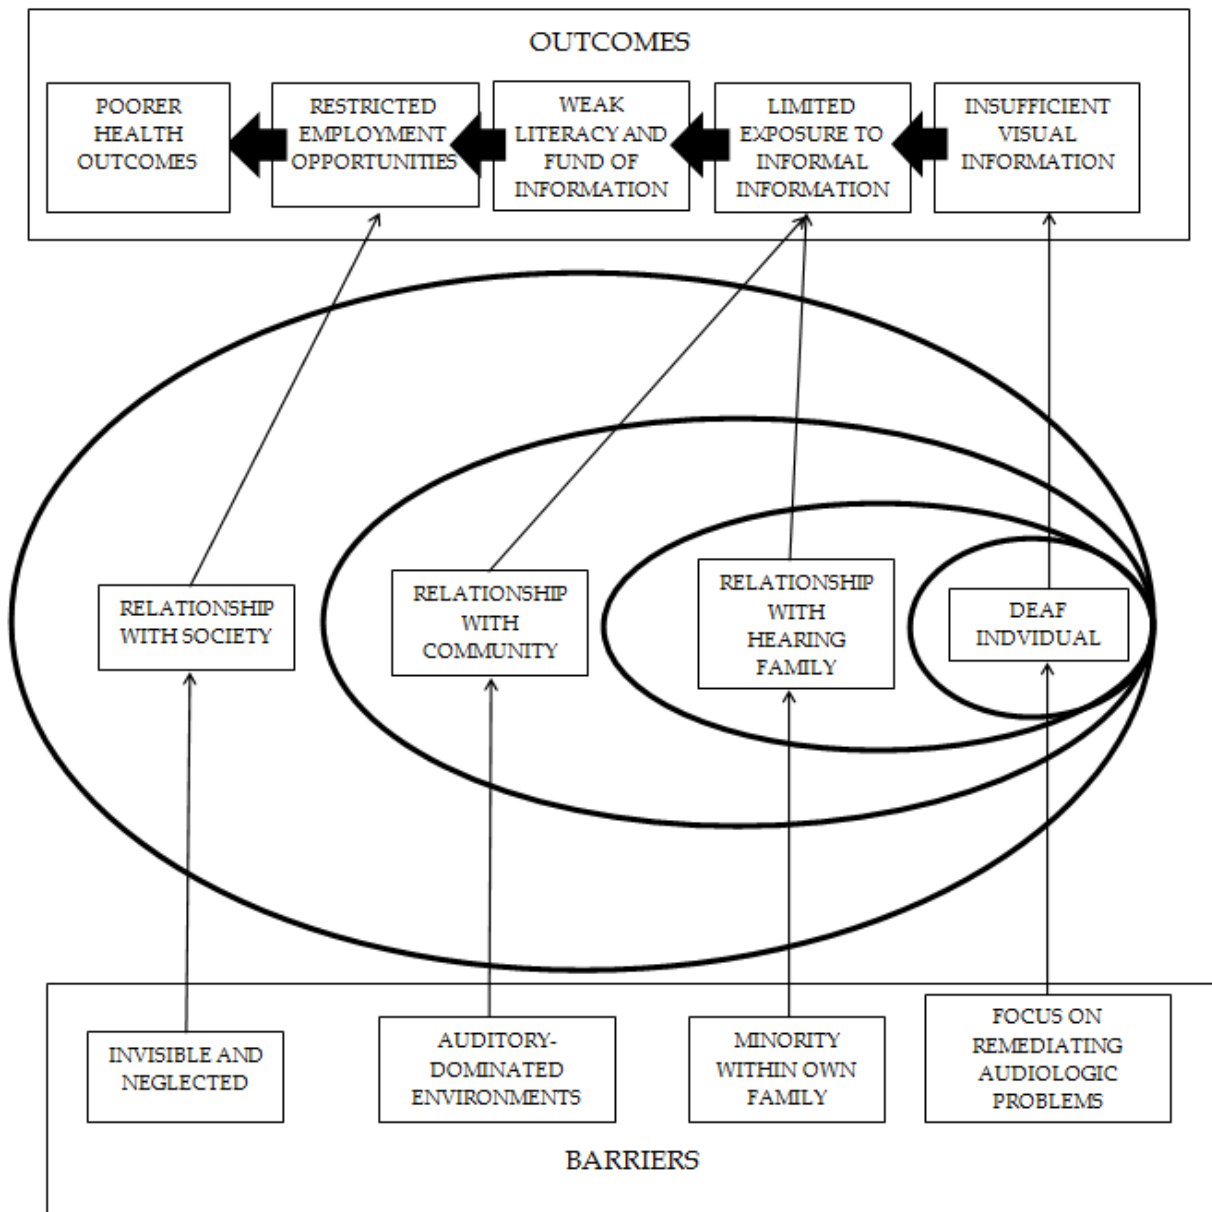 OUTCOMES
POORER
HEALTH
OUTCOMES
RESTRICTED
EMPLOYMENT
OPPORTUNITIES
WEAK
LITERACY AND
FUND OF
INFORMATION
LIMITED
EXPOSURE TO
INFORMAL
INFORMATION
INSUFFICIENT
VISUAL
INFORMATION
RELATIONSHIP
WITH SOCIETY
RELATIONSHIP
WITH
COMMUNITY
RELATIONSHIP
WITH
HEARING
FAMILY
DEAF
INDVIDUAL
INVISIBLE AND
NEGLECTED
AUDITORY-
DOMINATED
ENVIRONMENTS
MINORITY
WITHIN OWN
FAMILY
FOCUS ON
REMEDIATING
AUDIOLOGIC
PROBLEMS
BARRIERS